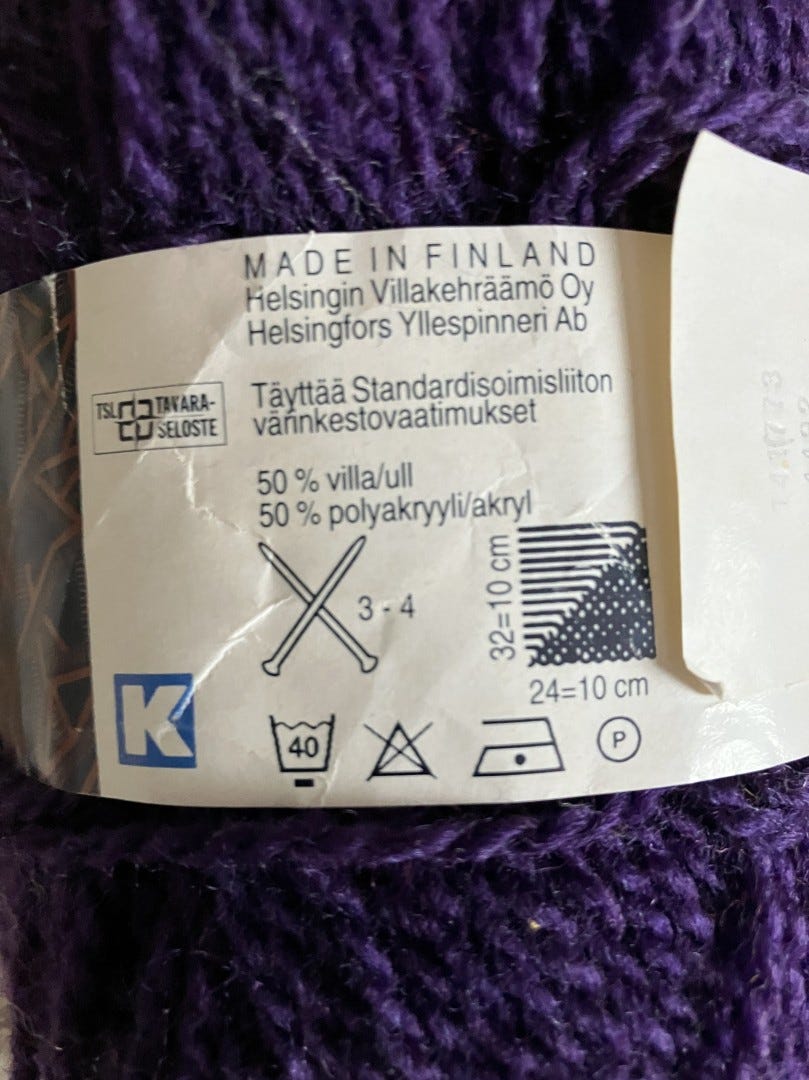 MADE IN FINLAND
Helsingin Villakehräämö Oy
Helsingfors Yllespinneri Ab
TSL TAVARA-
SELOSTE
Täyttää Standardisoimisliiton
värinkestovaatimukset
50 % villa/ull
50 % polyakryyli/akryl
3 - 4
32=10 cm
24=10 cm
K
40
P